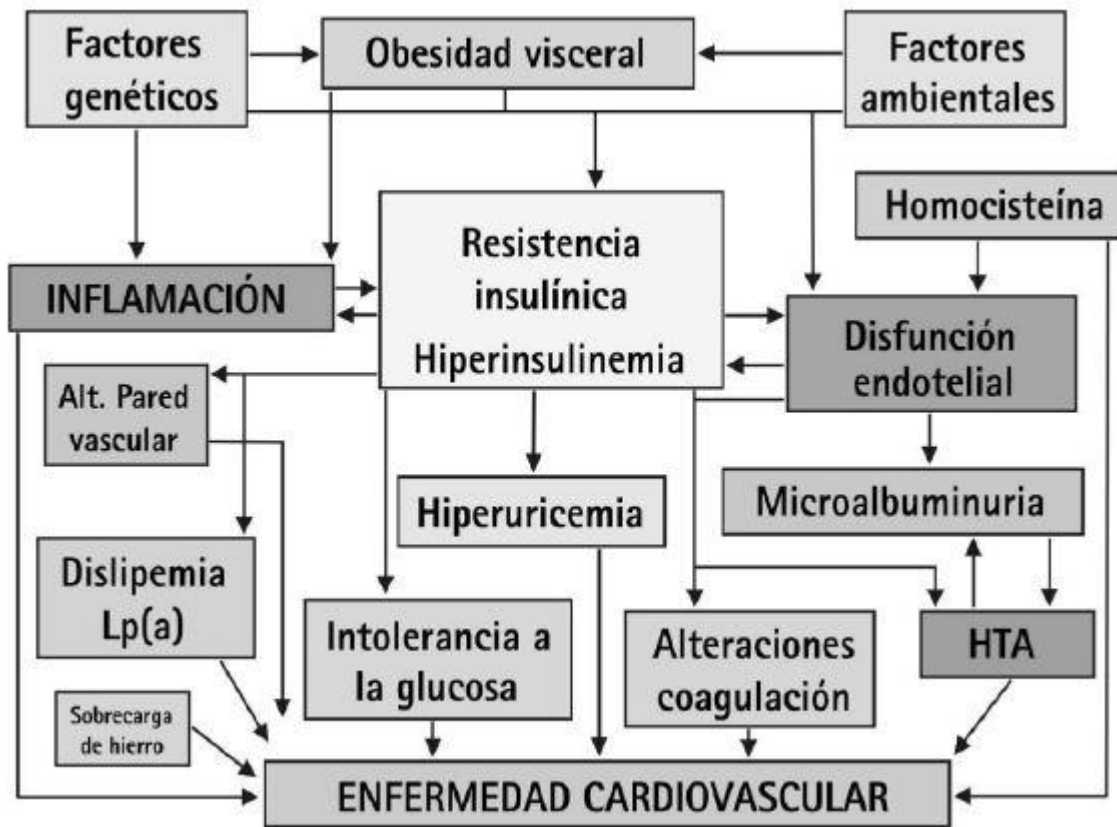 Factores
genéticos
Obesidad visceral
Factores
ambientales
Homocisteína
Resistencia
insulínica
Hiperinsulinemia
INFLAMACIÓN
Disfunción
endotelial
Alt. Pared
vascular
Hiperuricemia
Microalbuminuria
Dislipemia
Lp(a)
Intolerancia a
la glucosa
Alteraciones
coagulación
HTA
Sobrecarga
de hierro
ENFERMEDAD CARDIOVASCULAR